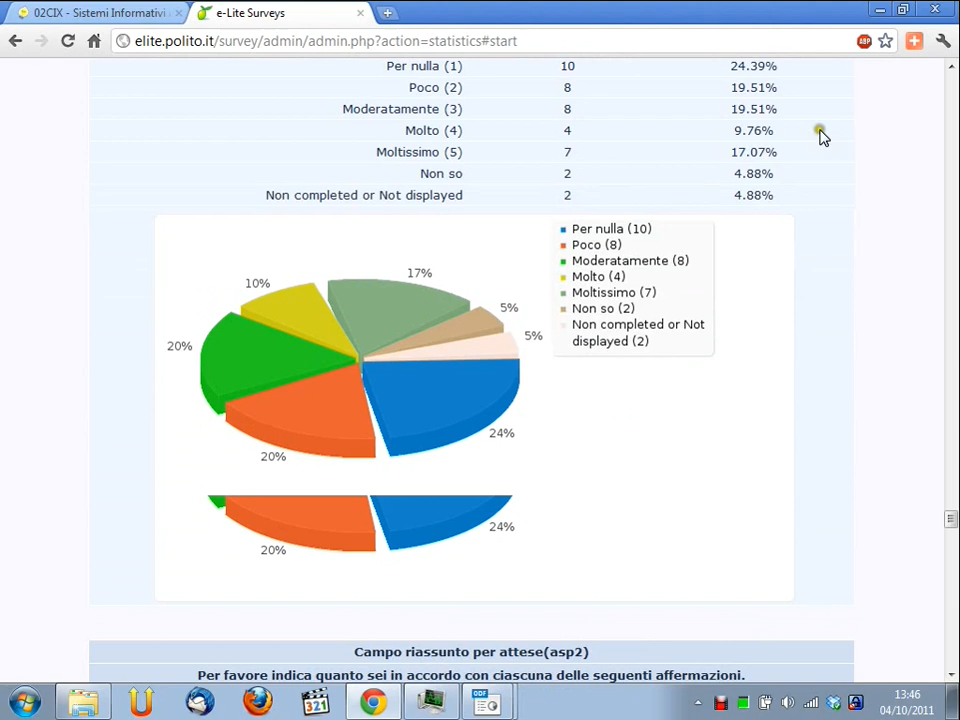 02CIX - Sistemi Informativi
e-Lite Surveys
elite.polito.it/survey/admin/admin.php?action=statistics#start
ABP
Per nulla (1) 10 24.39%
Poco (2) 8 19.51%
Moderatamente (3) 8 19.51%
Molto (4) 4 9.76%
Moltissimo (5) 7 17.07%
Non so 2 4.88%
Non completed or Not displayed 2 4.88%
Per nulla (10)
Poco (8)
Moderatamente (8)
Molto (4)
Moltissimo (7)
Non so (2)
Non completed or Not
displayed (2)
17%
10%
5%
5%
20%
24%
20%
24%
20%
Campo riassunto per attese(asp2)
Per favore indica quanto sei in accordo con ciascuna delle seguenti affermazioni.
321
ODF
13:46
04/10/2011